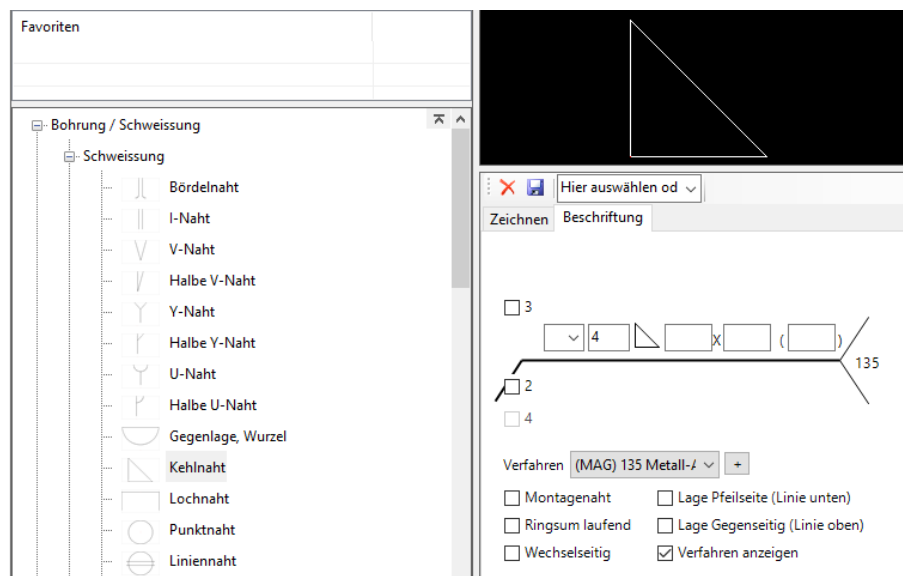 Favoriten
Bohrung / Schweissung
Schweissung
Bördelnaht
I-Naht
V-Naht
Halbe V-Naht
Y-Naht
Halbe Y-Naht
U-Naht
Halbe U-Naht
Gegenlage, Wurzel
Kehlnaht
Lochnaht
Punktnaht
Liniennaht
Hier auswählen od
Zeichnen Beschriftung
3
4 X ( )
135
2
4
Verfahren (MAG) 135 Metall-A +
Montagenaht Lage Pfeilseite (Linie unten)
Ringsum laufend Lage Gegenseitig (Linie oben)
Wechselseitig Verfahren anzeigen